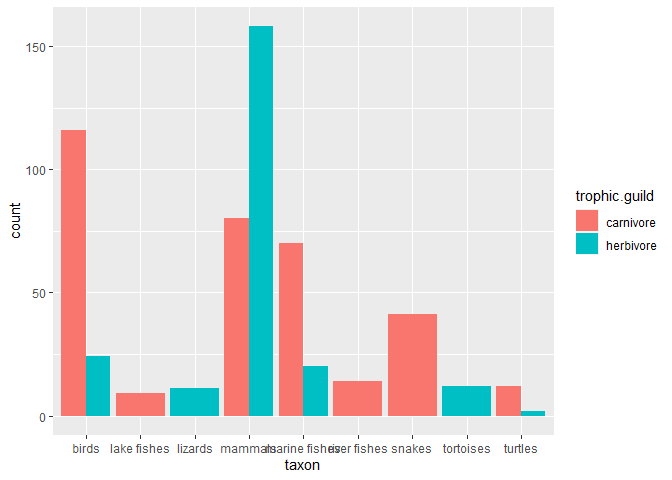 150
100
50
0
count
birds lake fishes lizards mammals marine fishes river fishes snakes tortoises turtles
taxon
trophic.guild
carnivore
herbivore